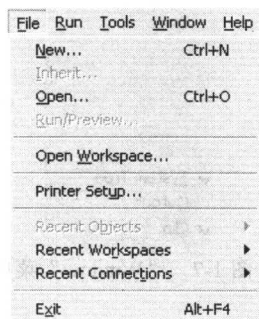 File Run Tools Window Help
New... Ctrl+N
Inherit...
Open... Ctrl+O
Run/Preview...
Open Workspace...
Printer Setup...
Recent Objects
Recent Workspaces
Recent Connections
Exit Alt+F4